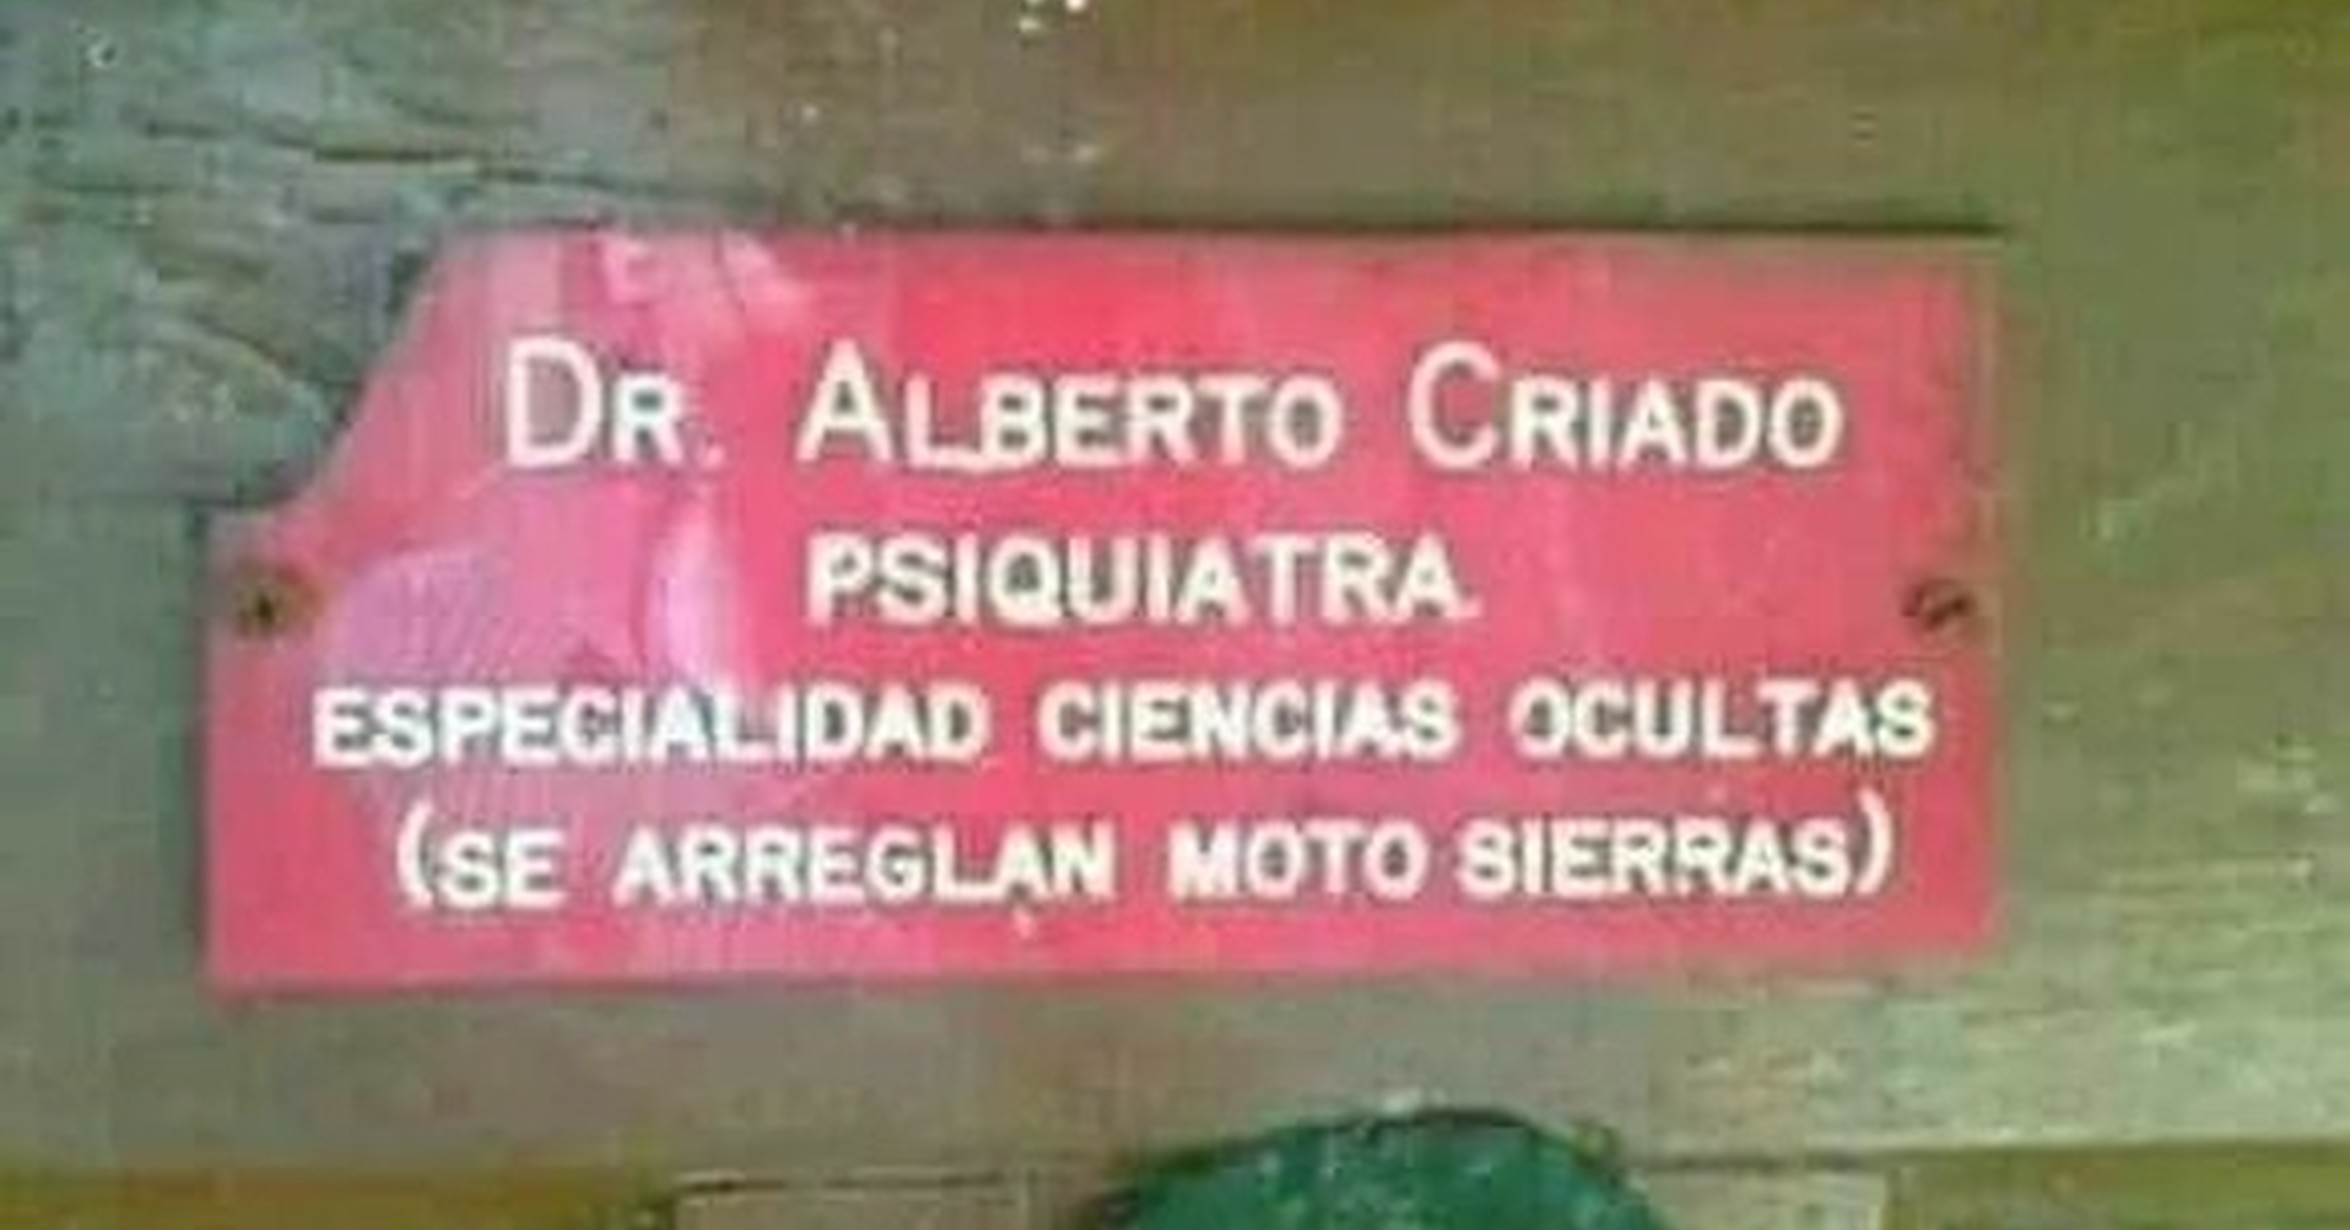 DR. ALBERTO CRIADO
PSIQUIATRA
ESPECIALIDAD CIENCIAS OCULTAS
(SE ARREGLAN MOTO SIERRAS)